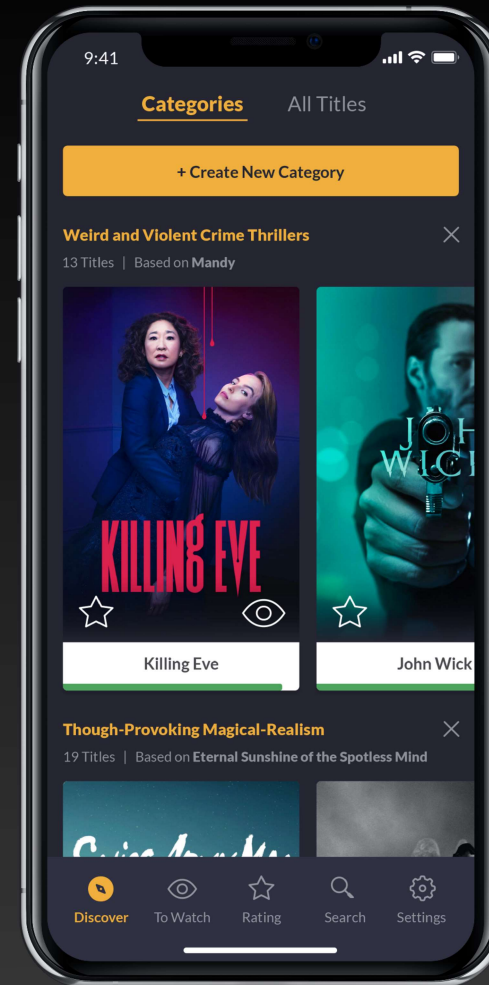 9:41
Categories All Titles
+ Create New Category
Weird and Violent Crime Thrillers
13 Titles | Based on Mandy
KILLING EVE
JOH
WICK
Killing Eve
John Wick
Though-Provoking Magical-Realism
19 Titles | Based on Eternal Sunshine of the Spotless Mind
Discover To Watch Rating Search Settings